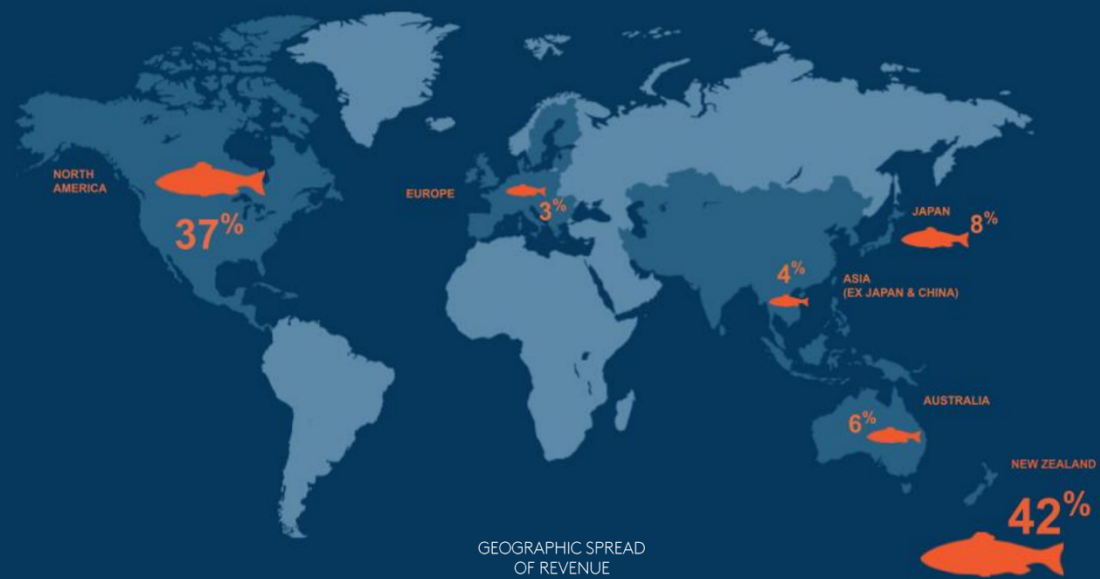 NORTH
AMERICA
37%
EUROPE
3%
JAPAN
8%
4%
ASIA
(EX JAPAN & CHINA)
AUSTRALIA
6%
NEW ZEALAND
42%
GEOGRAPHIC SPREAD
OF REVENUE